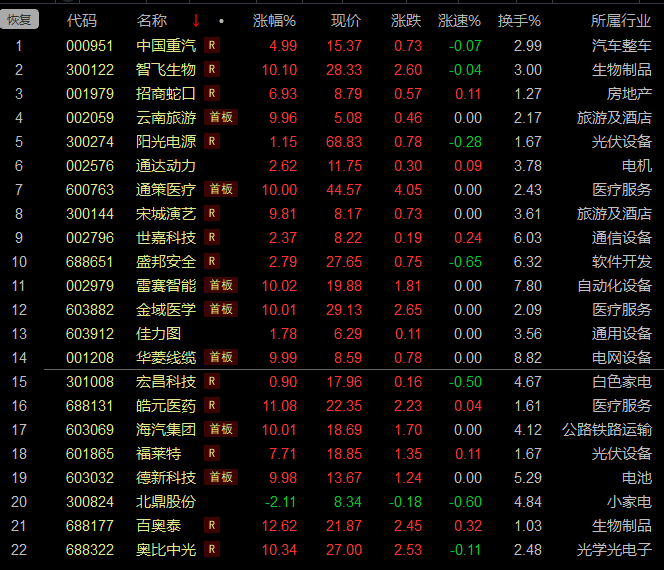 恢复 代码 名称 ↓ • 涨幅% 现价 涨跌 涨速% 换手% 所属行业
1 000951 中国重汽 R 4.99 15.37 0.73 -0.07 2.99 汽车整车
2 300122 智飞生物 R 10.10 28.33 2.60 -0.04 3.00 生物制品
3 001979 招商蛇口 R 6.93 8.79 0.57 0.11 1.27 房地产
4 002059 云南旅游 首板 9.96 5.08 0.46 0.00 2.17 旅游及酒店
5 300274 阳光电源 R 1.15 68.83 0.78 -0.28 1.67 光伏设备
6 002576 通达动力 2.62 11.75 0.30 0.09 3.78 电机
7 600763 通策医疗 首板 10.00 44.57 4.05 0.00 2.43 医疗服务
8 300144 宋城演艺 R 9.81 8.17 0.73 0.00 3.61 旅游及酒店
9 002796 世嘉科技 R 2.37 8.22 0.19 0.24 6.03 通信设备
10 688651 盛邦安全 R 2.79 27.65 0.75 -0.65 6.32 软件开发
11 002979 雷赛智能 首板 10.02 19.88 1.81 0.00 7.80 自动化设备
12 603882 金域医学 首板 10.01 29.13 2.65 0.00 2.09 医疗服务
13 603912 佳力图 1.78 6.29 0.11 0.00 3.56 通用设备
14 001208 华菱线缆 首板 9.99 8.59 0.78 0.00 8.82 电网设备
15 301008 宏昌科技 R 0.90 17.96 0.16 -0.50 4.67 白色家电
16 688131 皓元医药 R 11.08 22.35 2.23 0.04 1.61 医疗服务
17 603069 海汽集团 首板 10.01 18.69 1.70 0.00 4.12 公路铁路运输
18 601865 福莱特 R 7.71 18.85 1.35 0.11 1.67 光伏设备
19 603032 德新科技 首板 9.98 13.67 1.24 0.00 5.29 电池
20 300824 北鼎股份 -2.11 8.34 -0.18 -0.60 4.84 小家电
21 688177 百奥泰 R 12.62 21.87 2.45 0.32 1.03 生物制品
22 688322 奥比中光 R 10.34 27.00 2.53 -0.11 2.48 光学光电子